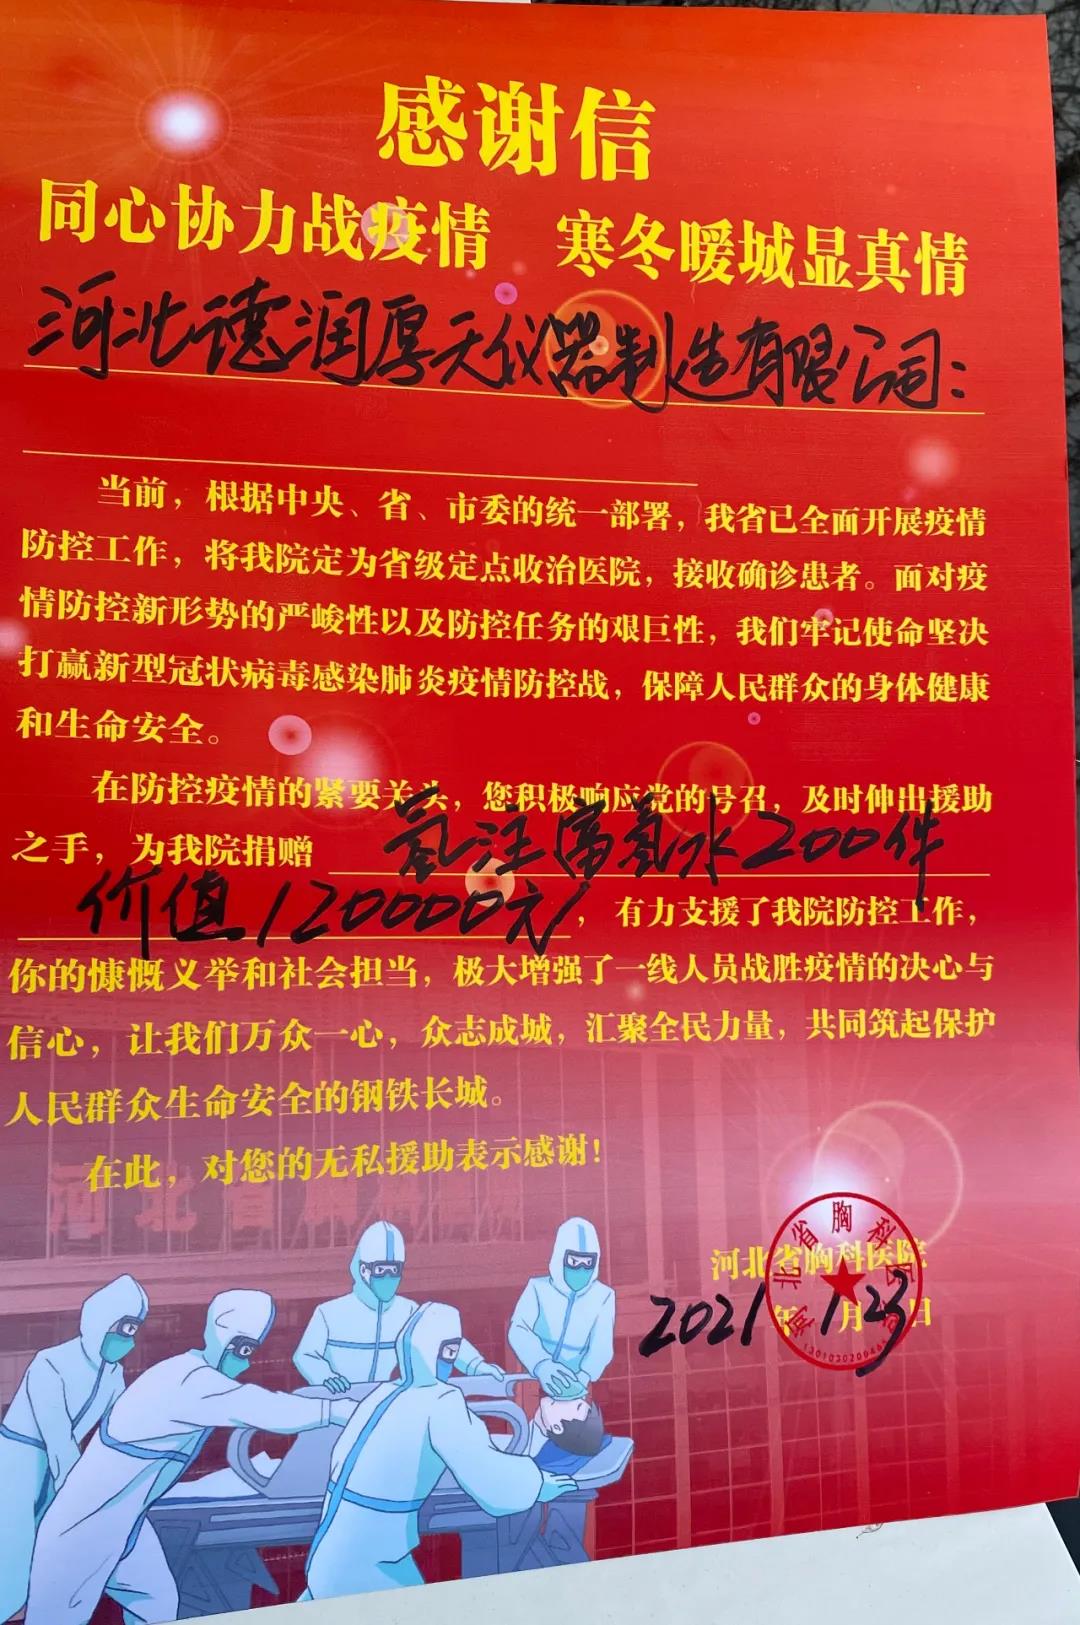 感谢信
同心协力战疫情 寒冬暖城显真情
河北德润厚天仪器制造有限公司：
当前，根据中央、省、市委的统一部署，我省已全面开展疫情
防控工作，将我院定为省级定点收治医院，接收确诊患者。面对疫
情防控新形势的严峻性以及防控任务的艰巨性，我们牢记使命坚决
打赢新型冠状病毒感染肺炎疫情防控战，保障人民群众的身体健康
和生命安全。
在防控疫情的紧要关头，您积极响应党的号召，及时伸出援助
之手，为我院捐赠 氢汪富氢水200件
价值120000元，有力支援了我院防控工作，
你的慷慨义举和社会担当，极大增强了一线人员战胜疫情的决心与
信心，让我们万众一心，众志成城，汇聚全民力量，共同筑起保护
人民群众生命安全的钢铁长城。
在此，对您的无私援助表示感谢！
河北省胸科医院
2021年1月23日
河北省胸科医院